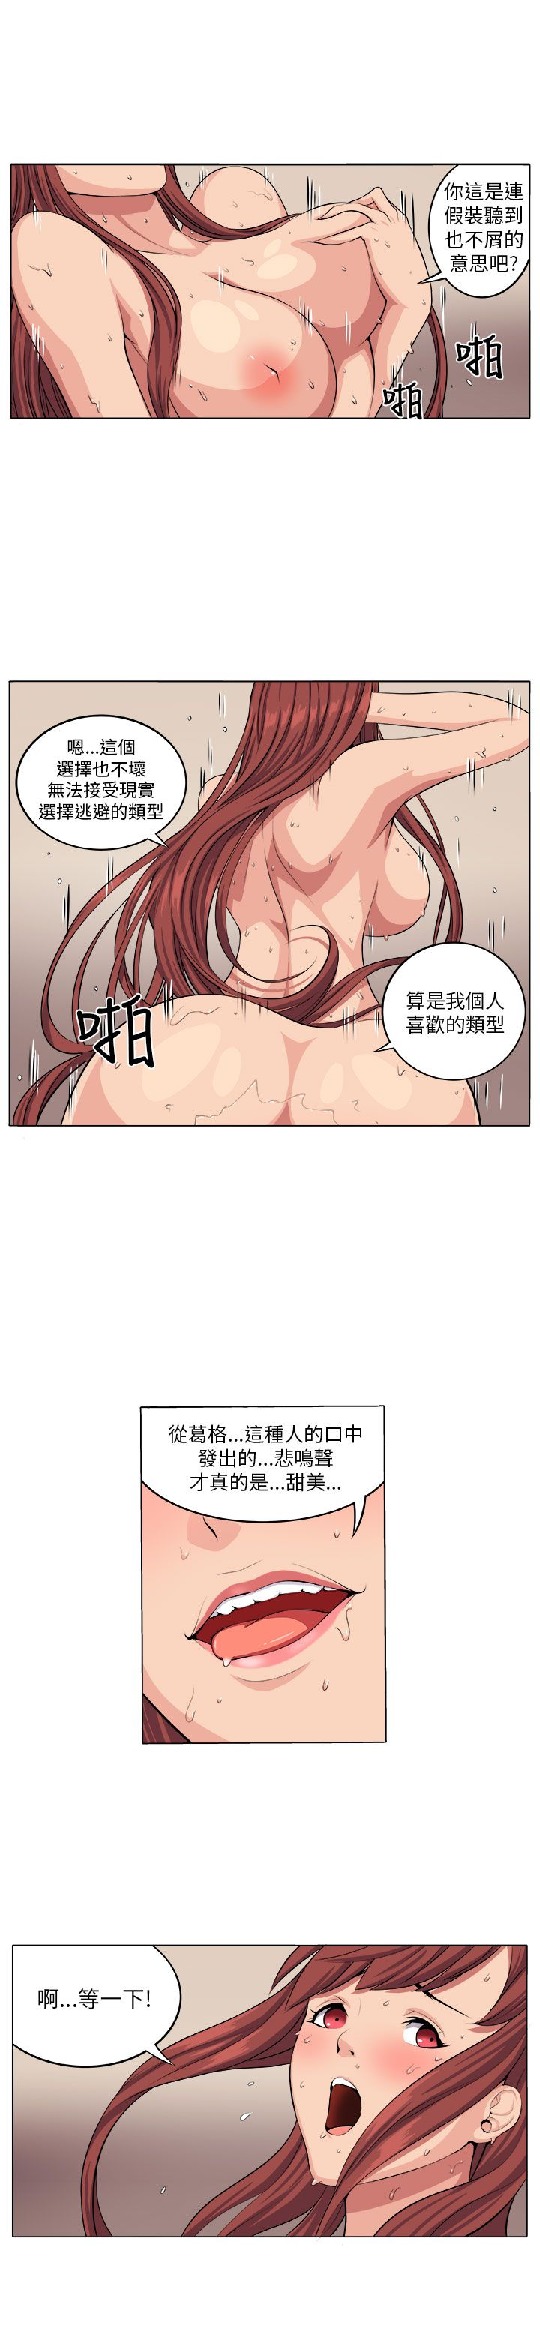 你這是連
假裝聽到
也不屑的
意思吧?
啪
啪
嗯...這個
選擇也不壞
無法接受現實
選擇逃避的類型
算是我個人
喜歡的類型
啪
從葛格...這種人的口中
發出的...悲鳴聲
才真的是...甜美...
啊...等一下!